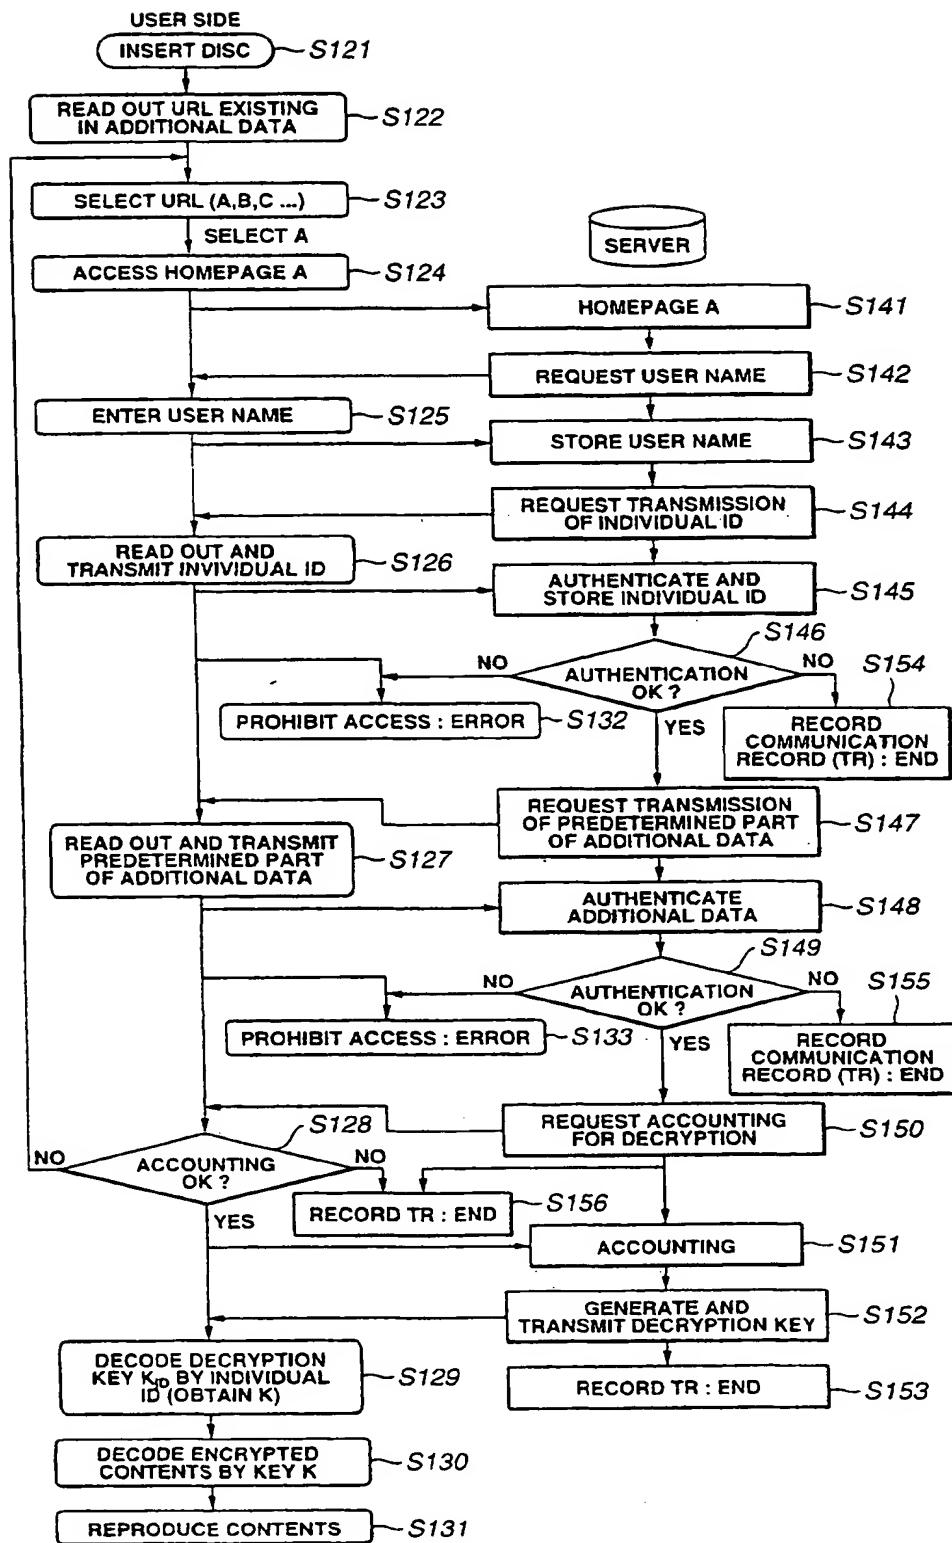 USER SIDE
INSERT DISC
S121
READ OUT URL EXISTING
IN ADDITIONAL DATA
S122
SELECT URL (A,B,C ...)
S123
SELECT A
SERVER
ACCESS HOMEPAGE A
S124
HOMEPAGE A
S141
REQUEST USER NAME
S142
ENTER USER NAME
S125
STORE USER NAME
S143
REQUEST TRANSMISSION
OF INDIVIDUAL ID
S144
READ OUT AND
TRANSMIT INVIVIDUAL ID
S126
AUTHENTICATE AND
STORE INDIVIDUAL ID
S145
S146
NO
AUTHENTICATION
OK ?
NO
S154
PROHIBIT ACCESS : ERROR
S132
YES
RECORD
COMMUNICATION
RECORD (TR) : END
REQUEST TRANSMISSION
OF PREDETERMINED PART
OF ADDITIONAL DATA
S147
READ OUT AND TRANSMIT
PREDETERMINED PART
OF ADDITIONAL DATA
S127
AUTHENTICATE
ADDITIONAL DATA
S148
S149
NO
AUTHENTICATION
OK ?
NO
S155
PROHIBIT ACCESS : ERROR
S133
YES
RECORD
COMMUNICATION
RECORD (TR) : END
REQUEST ACCOUNTING
FOR DECRYPTION
S150
S128
NO
ACCOUNTING
OK ?
NO
YES
RECORD TR : END
S156
ACCOUNTING
S151
GENERATE AND
TRANSMIT DECRYPTION KEY
S152
DECODE DECRYPTION
KEY KID BY INDIVIDUAL
ID (OBTAIN K)
S129
RECORD TR : END
S153
DECODE ENCRYPTED
CONTENTS BY KEY K
S130
REPRODUCE CONTENTS
S131